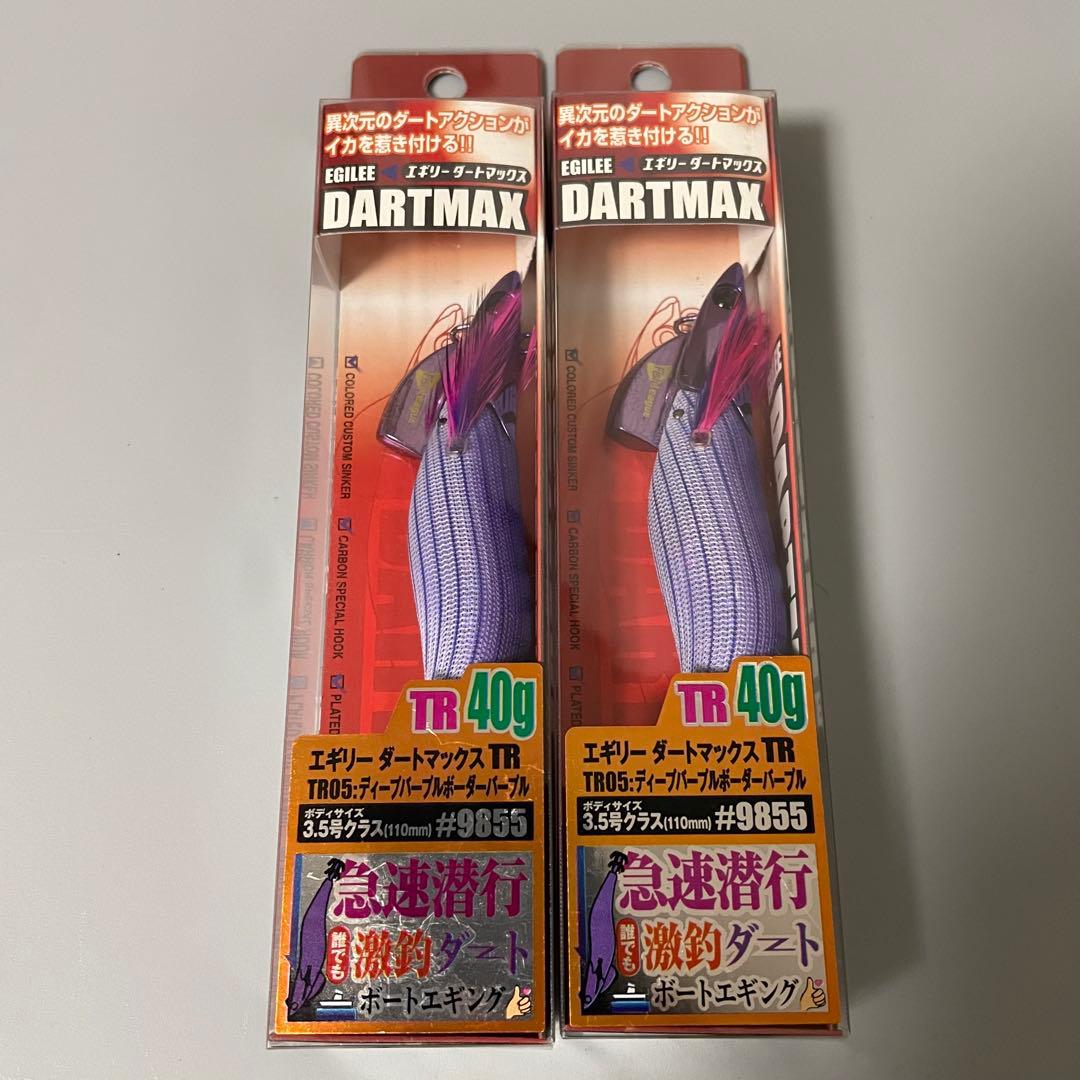 異次元のダートアクションが
イカを惹き付ける!!
EGILEE エギリーダートマックス
DARTMAX
COLORED CUSTOM SINKER
CARBON SPECIAL HOOK
PLATED
TR 40g
エギリー ダートマックス TR
TR05:ディープパープルボーダーパープル
ボディサイズ
3.5号クラス(110mm) #9855
急速潜行
誰でも 激釣ダート
ボートエギング
異次元のダートアクションが
イカを惹き付ける!!
EGILEE エギリーダートマックス
DARTMAX
COLORED CUSTOM SINKER
CARBON SPECIAL HOOK
PLATED
TR 40g
エギリー ダートマックス TR
TR05:ディープパープルボーダーパープル
ボディサイズ
3.5号クラス(110mm) #9855
急速潜行
誰でも 激釣ダート
ボートエギング